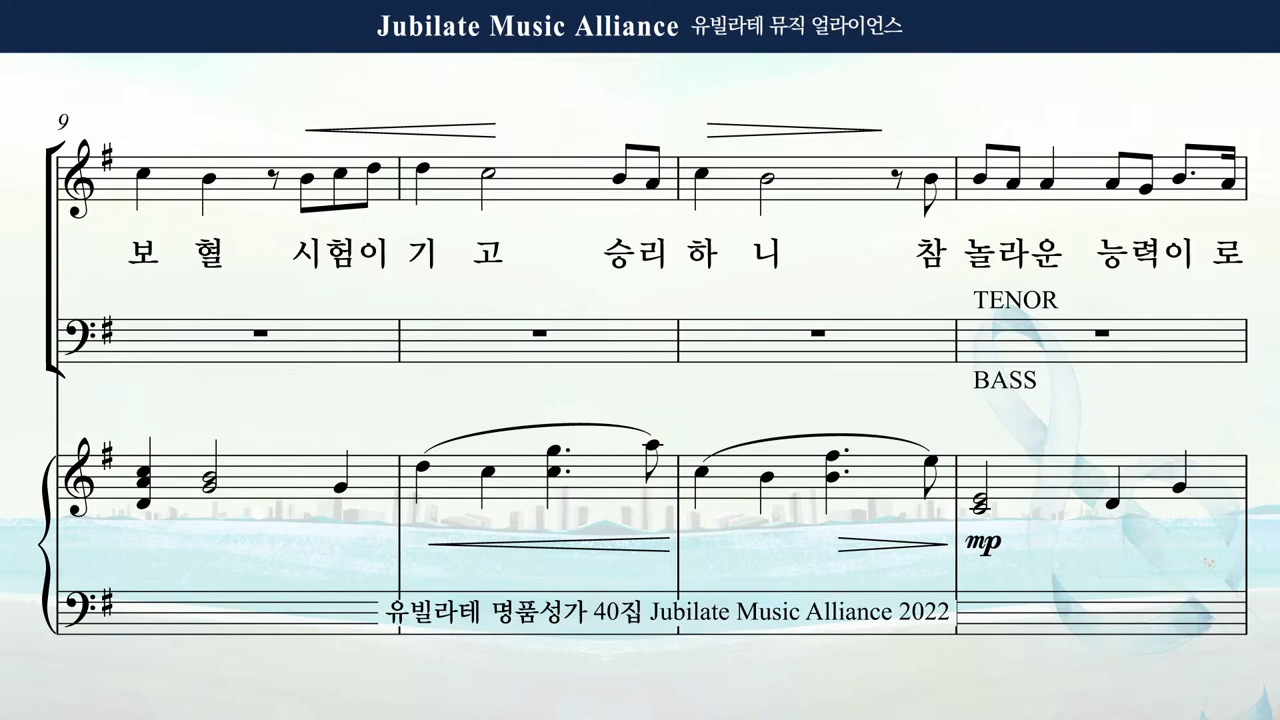 Jubilate Music Alliance 유빌라테 뮤직 얼라이언스
9
보 혈 시험이 기 고 승리 하 니 참 놀라운 능력이 로
TENOR
BASS
mp
유빌라테 명품성가 40집 Jubilate Music Alliance 2022